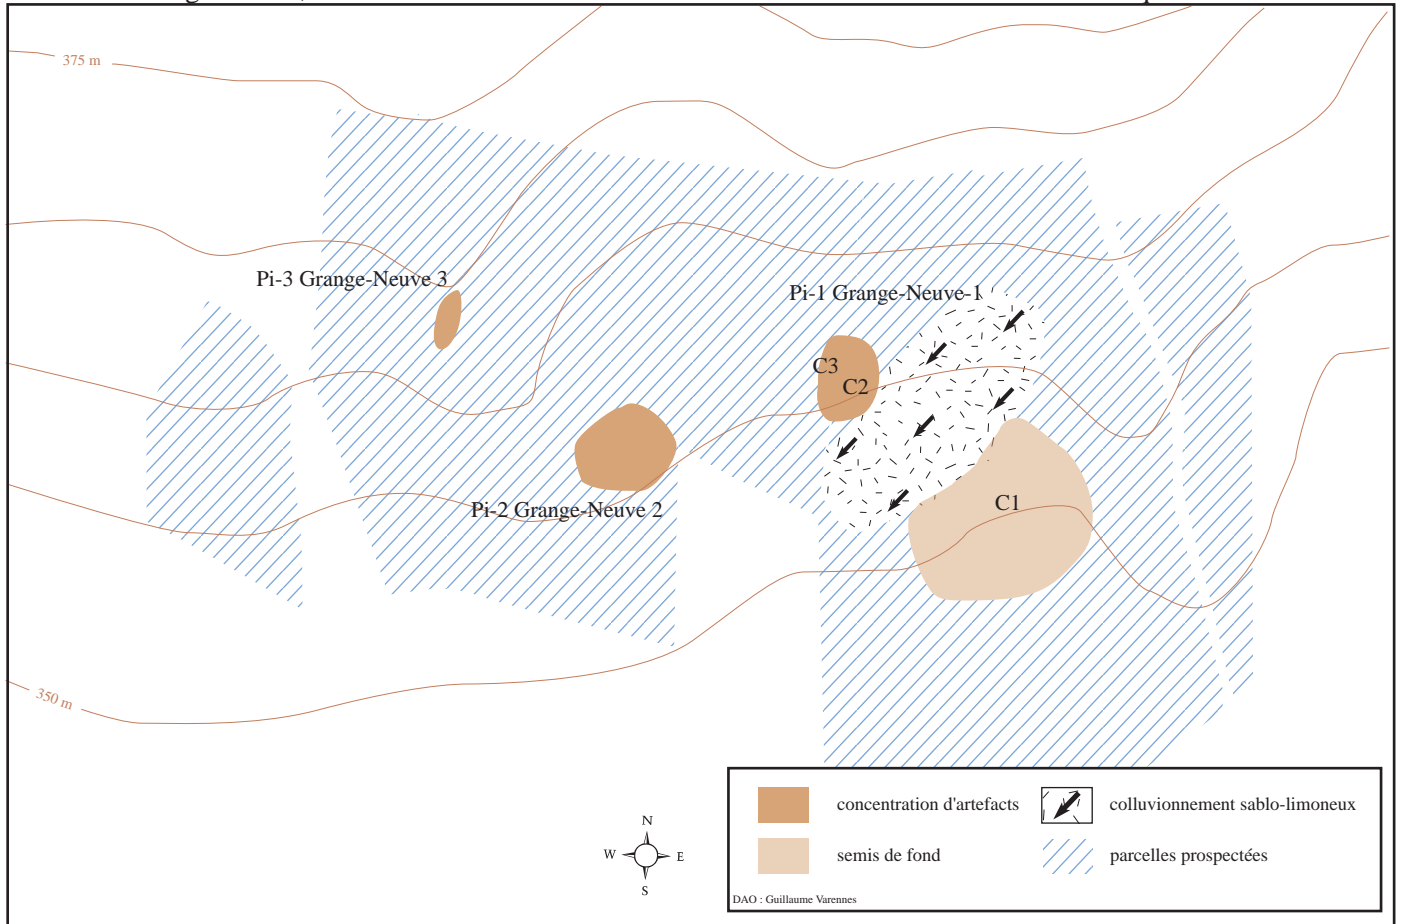 375 m
Pi-3 Grange-Neuve 3
Pi-1 Grange-Neuve-1
C3
C2
C1
Pi-2 Grange-Neuve 2
350 m
N
W
E
S
concentration d'artefacts
colluvionnement sablo-limoneux
semis de fond
parcelles prospectées
DAO : Guillaume Varennes